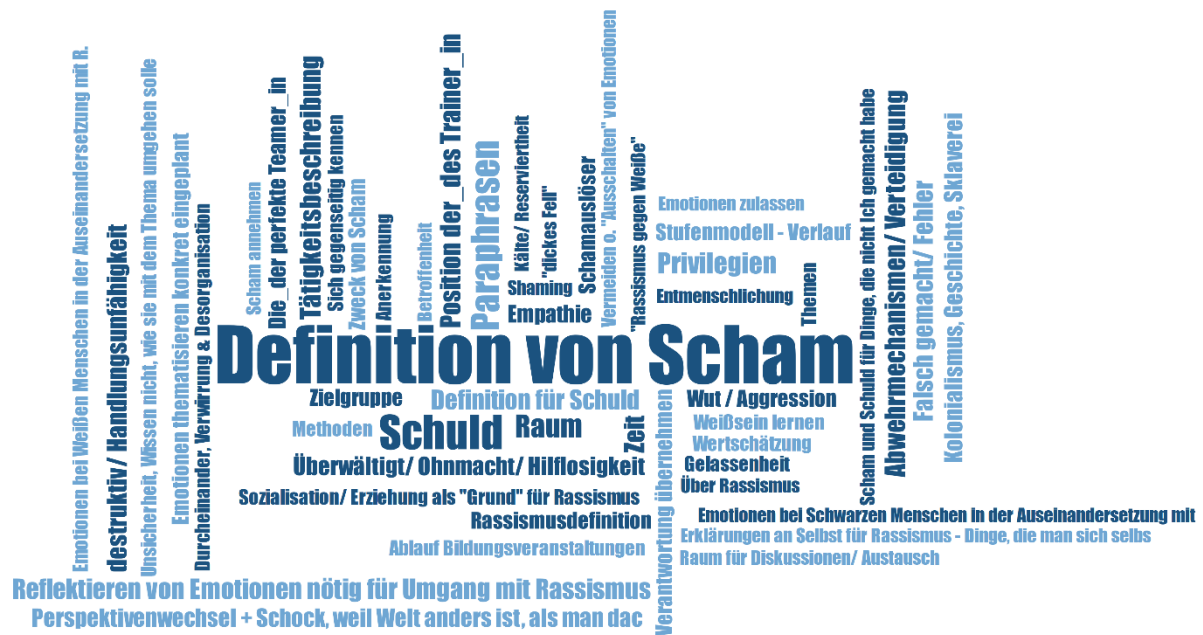 Emotionen bei Weißen Menschen in der Auseinandersetzung mit R.
destruktiv/ Handlungsunfähigkeit
Unsicherheit, Wissen nicht, wie sie mit dem Thema umgehen solle
Emotionen thematisieren konkret eingeplant
Durcheinander, Verwirrung & Desorganisation
Scham annehmen
Die_der perfekte Teamer_in
Tätigkeitsbeschreibung
Sich gegenseitig kennen
Zweck von Scham
Anerkennung
Betroffenheit
Position der_des Trainer_in
Paraphrasen
Kälte/ Reserviertheit
"dickes Fell"
Shaming
Empathie
Schamauslöser
Vermeiden o. "Ausschalten" von Emotionen
"Rassismus gegen Weiße"
Emotionen zulassen
Stufenmodell - Verlauf
Privilegien
Entmenschlichung
Themen
Scham und Schuld für Dinge, die nicht ich gemacht habe
Abwehrmechanismen/ Verteidigung
Falsch gemacht/ Fehler
Kolonialismus, Geschichte, Sklaverei
Definition von Scham
Zielgruppe
Definition für Schuld
Wut / Aggression
Methoden
Schuld
Raum
Zeit
Weißsein lernen
Wertschätzung
Überwältigt/ Ohnmacht/ Hilflosigkeit
Gelassenheit
Über Rassismus
Sozialisation/ Erziehung als "Grund" für Rassismus
Rassismusdefinition
Verantwortung übernehmen
Emotionen bei Schwarzen Menschen in der Auseinandersetzung mit
Erklärungen an Selbst für Rassismus - Dinge, die man sich selbs
Ablauf Bildungsveranstaltungen
Raum für Diskussionen/ Austausch
Reflektieren von Emotionen nötig für Umgang mit Rassismus
Perspektivenwechsel + Schock, weil Welt anders ist, als man dac